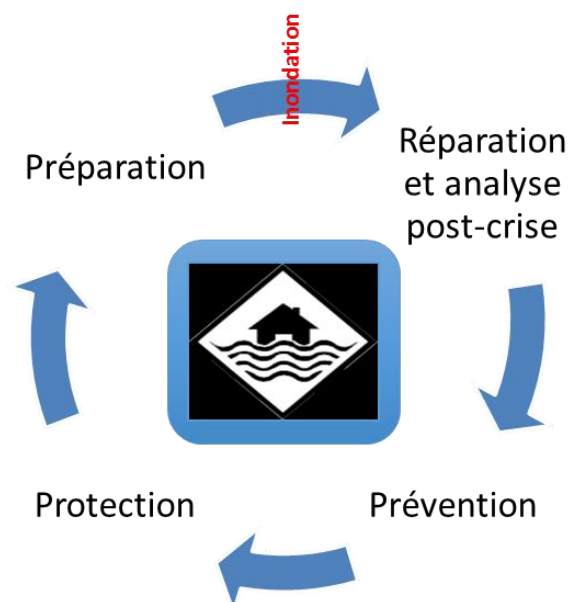 Inondation
Préparation
Réparation
et analyse
post-crise
Protection
Prévention